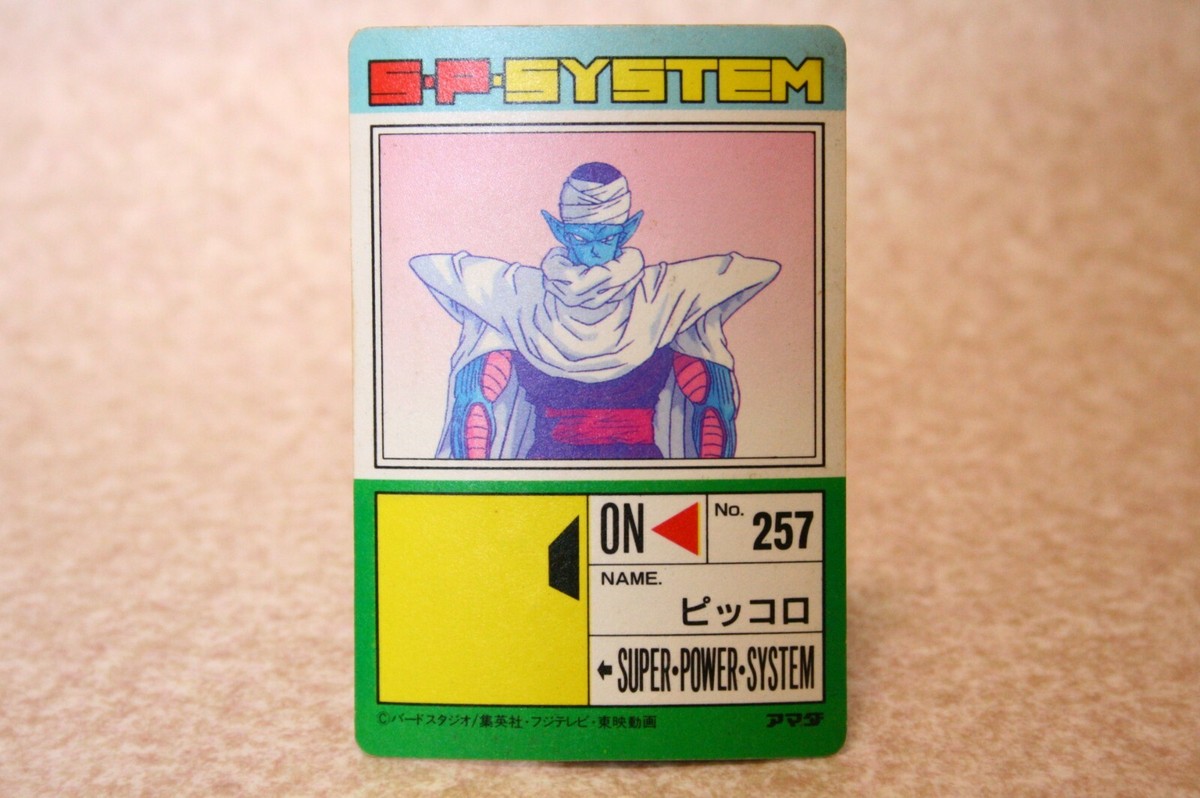 S・P・SYSTEM
ON
No. 257
NAME.
ピッコロ
SUPER・POWER・SYSTEM
©バードスタジオ/集英社・フジテレビ・東映動画
アマダ